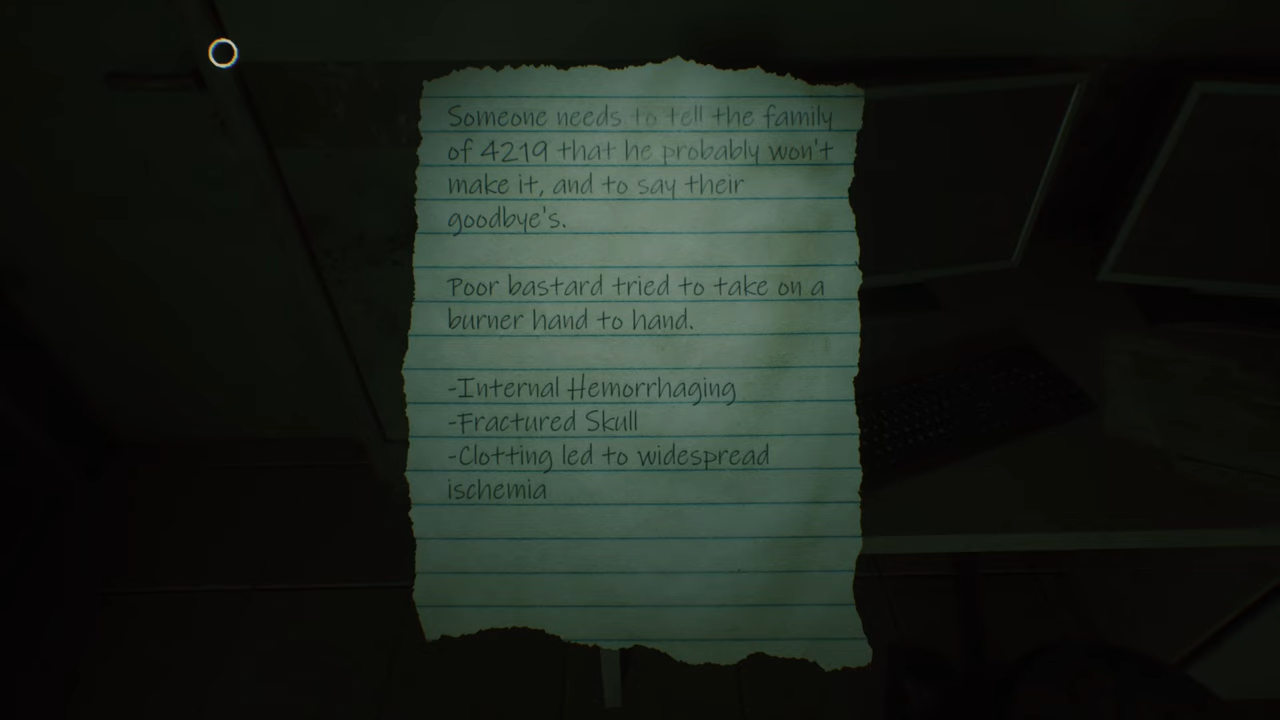 Someone needs to tell the family
of 4219 that he probably won't
make it, and to say their
goodbye's.
Poor bastard tried to take on a
burner hand to hand.
-Internal Hemorrhaging
-Fractured Skull
-Clotting led to widespread
ischemia